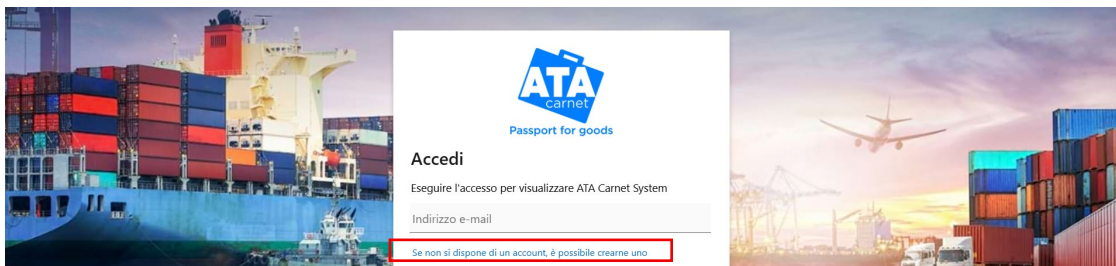 ATA
carnet
Passport for goods
Accedi
Eseguire l'accesso per visualizzare ATA Carnet System
Indirizzo e-mail
Se non si dispone di un account, è possibile crearne uno